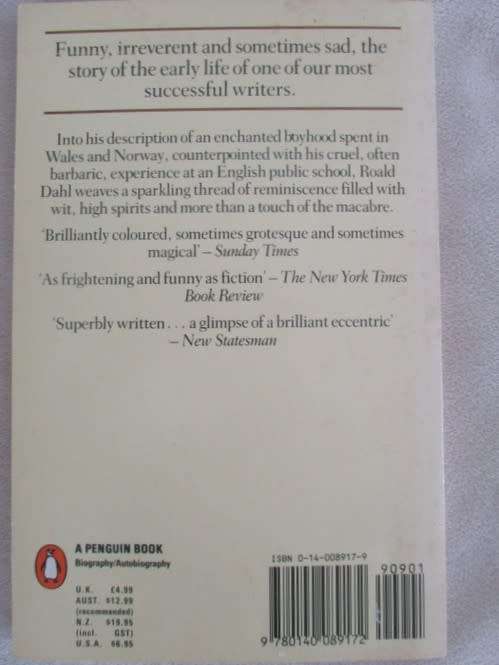 Funny, irreverent and sometimes sad, the
story of the early life of one of our most
successful writers.
Into his description of an enchanted boyhood spent in
Wales and Norway, counterpointed with his cruel, often
barbaric, experience at an English public school, Roald
Dahl weaves a sparkling thread of reminiscence filled with
wit, high spirits and more than a touch of the macabre.
'Brilliantly coloured, sometimes grotesque and sometimes
magical' – Sunday Times
'As frightening and funny as fiction' – The New York Times
Book Review
'Superbly written . . . a glimpse of a brilliant eccentric'
– New Statesman
A PENGUIN BOOK
Biography/Autobiography
U.K. £4.99
AUST. $12.99
(recommended)
N.Z. $19.95
(incl. GST)
U.S.A. $6.95
ISBN 0-14-008917-9
90901
9 780140 089172